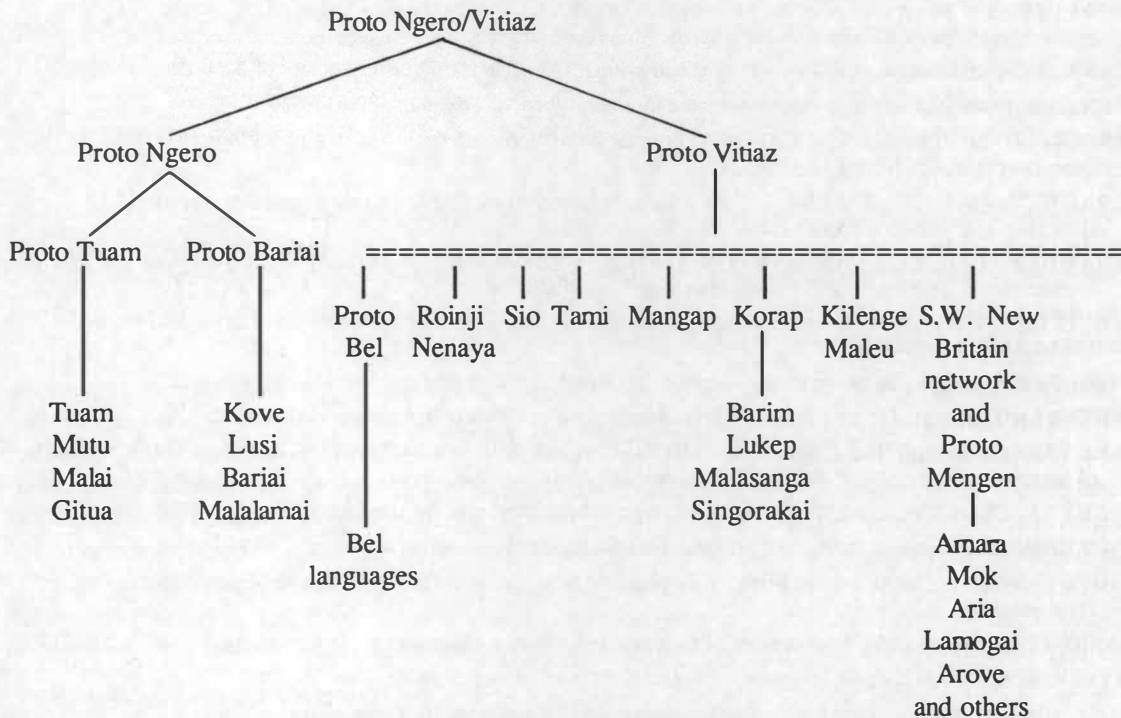 Proto Ngero/Vitiaz
Proto Ngero
Proto Vitiaz
Proto Tuam
Proto Bariai
Proto
Bel
Roinji
Nenaya
Sio
Tami
Mangap
Korap
Kilenge
Maleu
S.W. New
Britain
network
and
Proto
Mengen
Tuam
Mutu
Malai
Gitua
Kove
Lusi
Bariai
Malalamai
Bel
languages
Barim
Lukep
Malasanga
Singorakai
Amara
Mok
Aria
Lamogai
Arove
and others